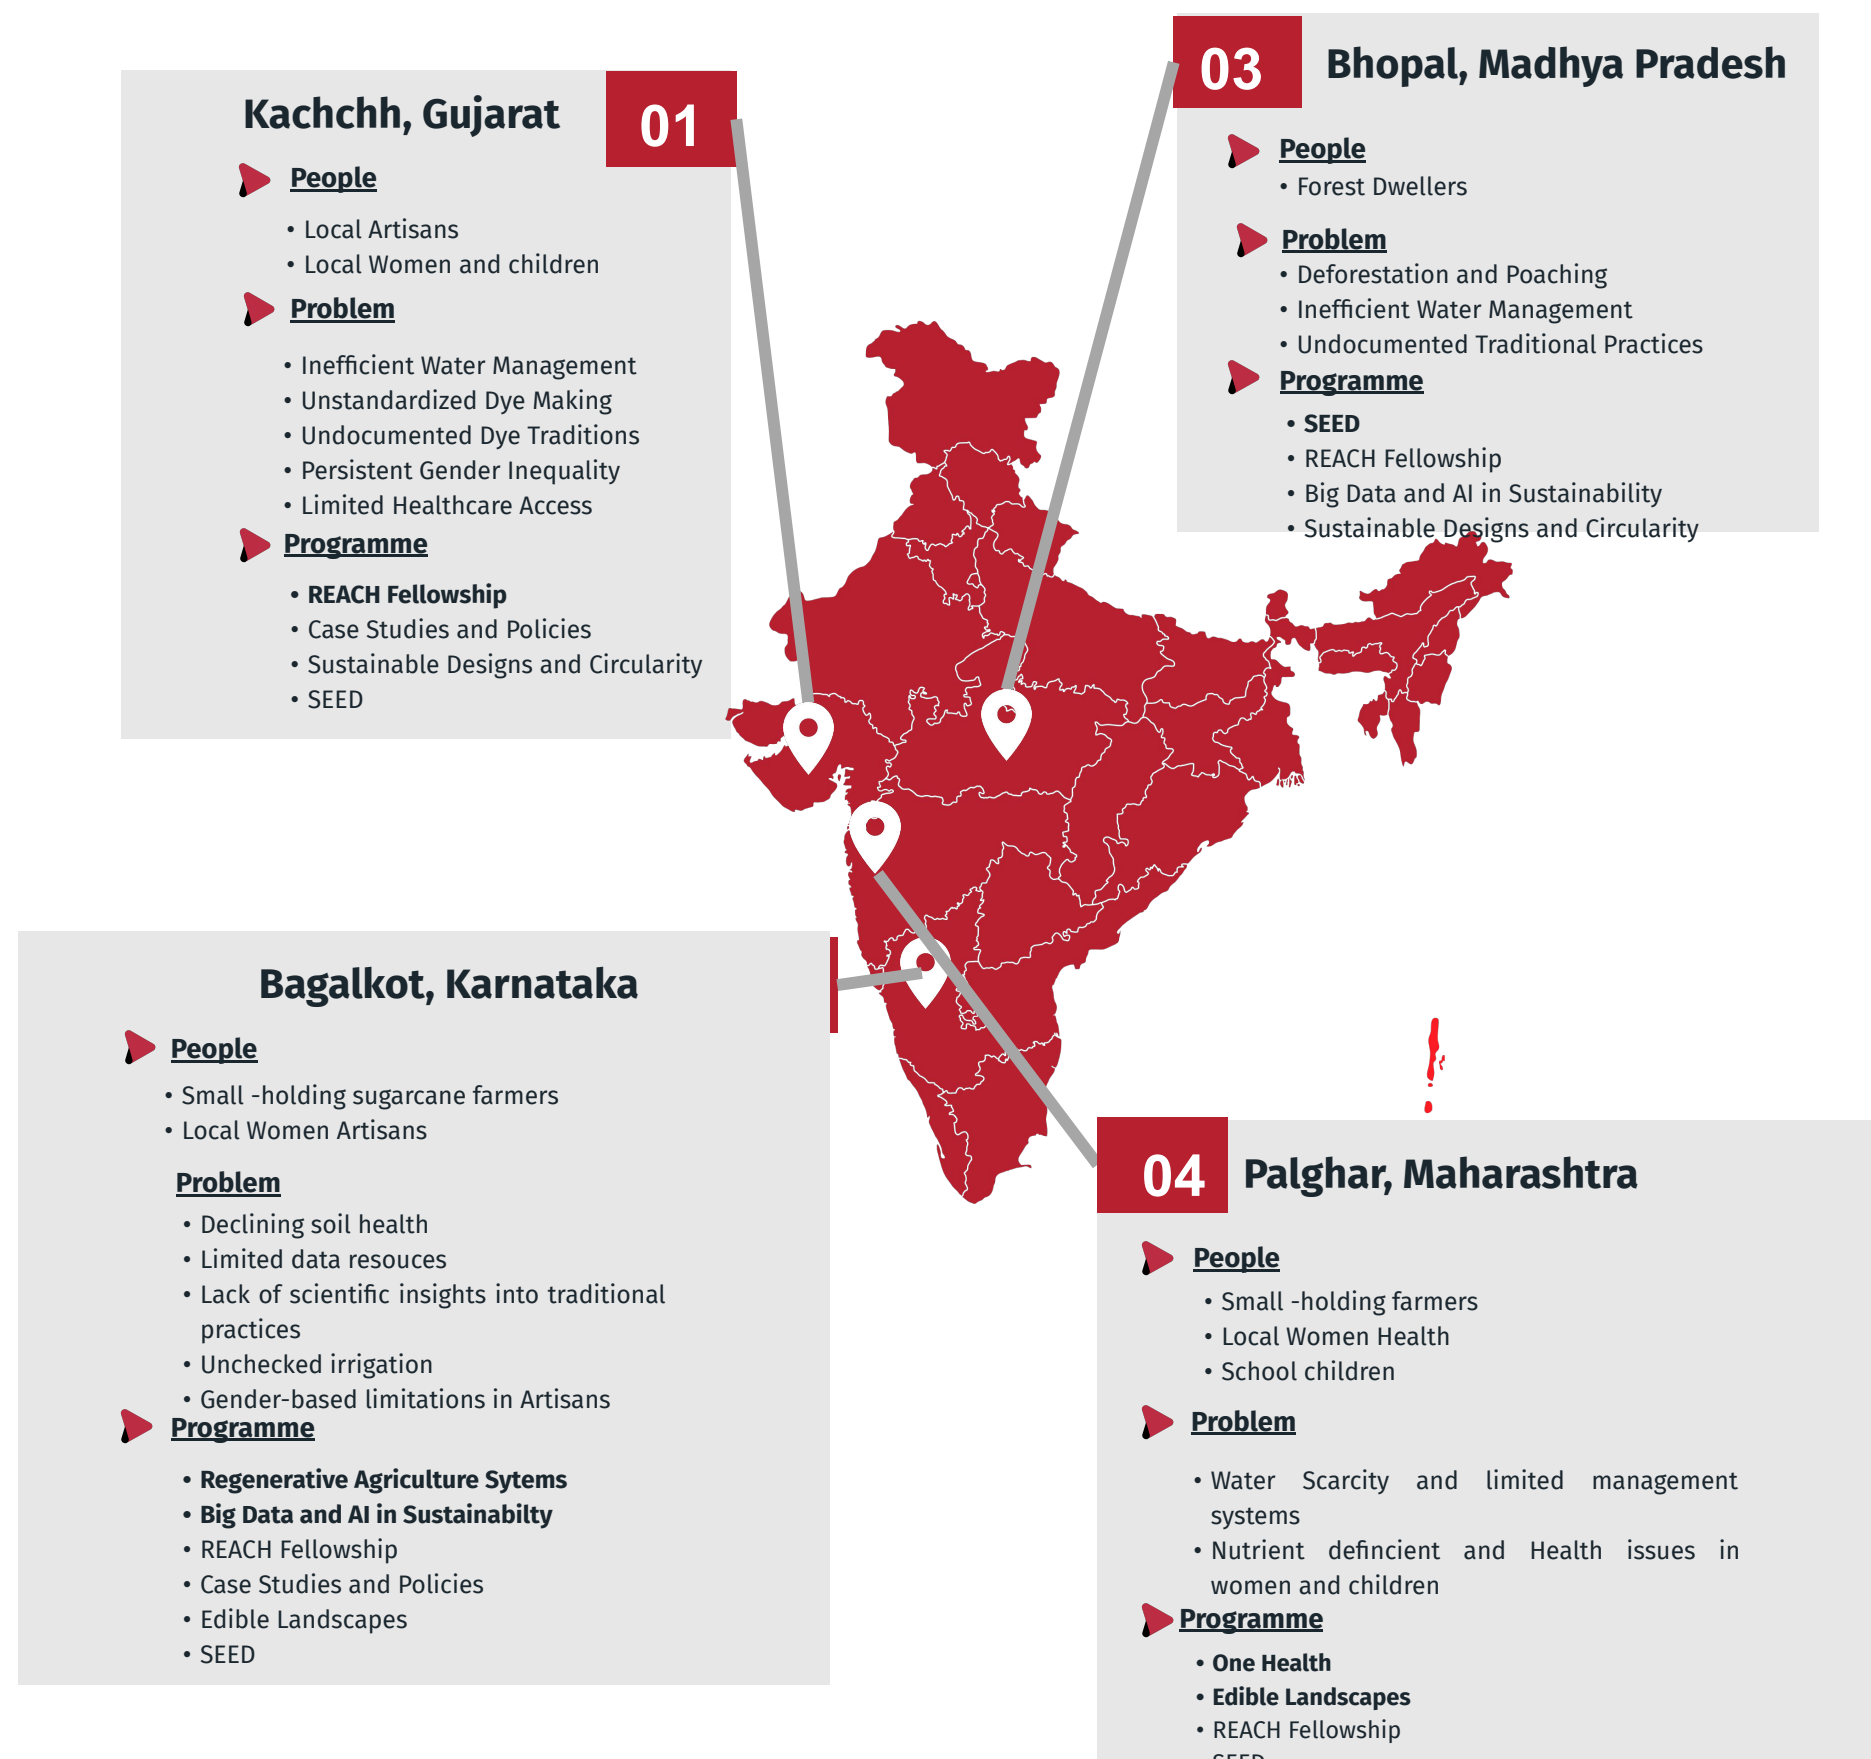 Kachchh, Gujarat
01
People
• Local Artisans
• Local Women and children
Problem
• Inefficient Water Management
• Unstandardized Dye Making
• Undocumented Dye Traditions
• Persistent Gender Inequality
• Limited Healthcare Access
Programme
• REACH Fellowship
• Case Studies and Policies
• Sustainable Designs and Circularity
• SEED
03
Bhopal, Madhya Pradesh
People
• Forest Dwellers
Problem
• Deforestation and Poaching
• Inefficient Water Management
• Undocumented Traditional Practices
Programme
• SEED
• REACH Fellowship
• Big Data and AI in Sustainability
• Sustainable Designs and Circularity
Bagalkot, Karnataka
People
• Small -holding sugarcane farmers
• Local Women Artisans
Problem
• Declining soil health
• Limited data resouces
• Lack of scientific insights into traditional
practices
• Unchecked irrigation
• Gender-based limitations in Artisans
Programme
• Regenerative Agriculture Sytems
• Big Data and AI in Sustainabilty
• REACH Fellowship
• Case Studies and Policies
• Edible Landscapes
• SEED
04
Palghar, Maharashtra
People
• Small -holding farmers
• Local Women Health
• School children
Problem
• Water Scarcity and limited management
systems
• Nutrient defincient and Health issues in
women and children
Programme
• One Health
• Edible Landscapes
• REACH Fellowship
SEED